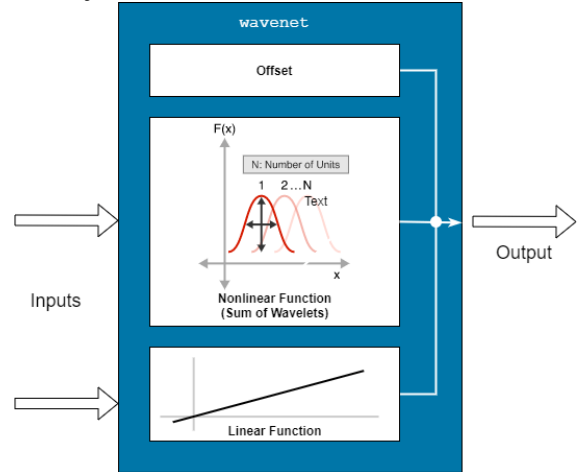 wavenet
Offset
F(x)
N: Number of Units
1 2...N
Text
x
Nonlinear Function
(Sum of Wavelets)
Linear Function
Inputs
Output